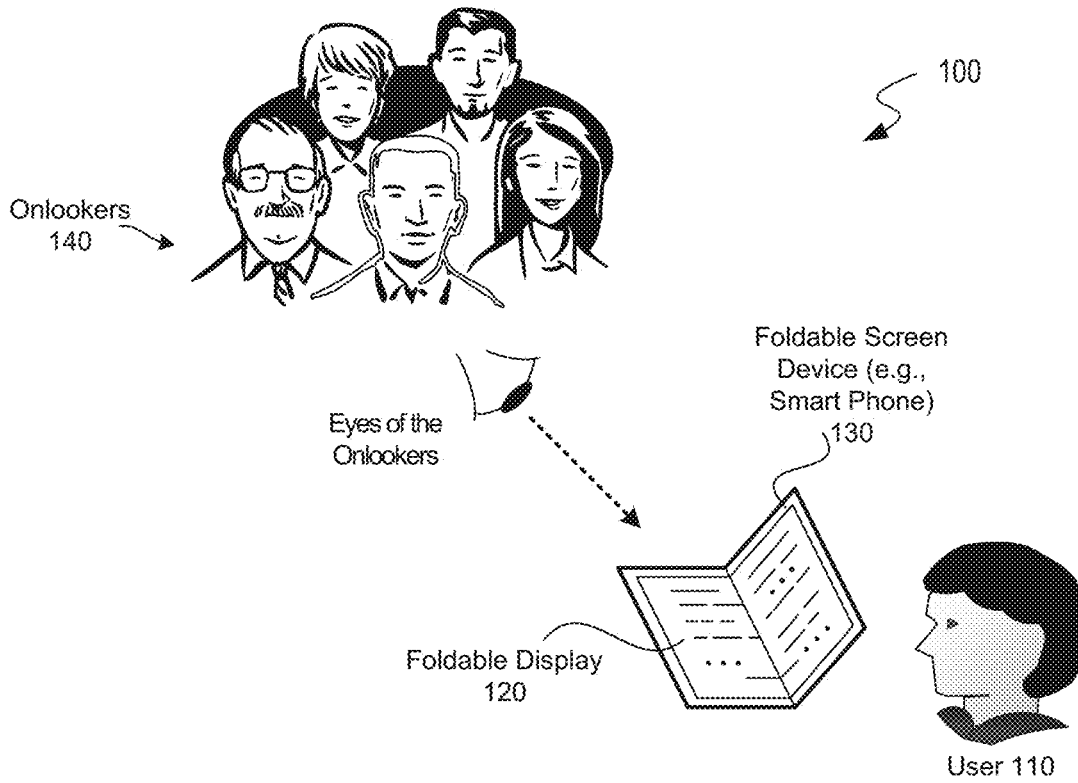 100
Onlookers
140
Foldable Screen
Device (e.g.,
Smart Phone)
130
Eyes of the
Onlookers
Foldable Display
120
User 110